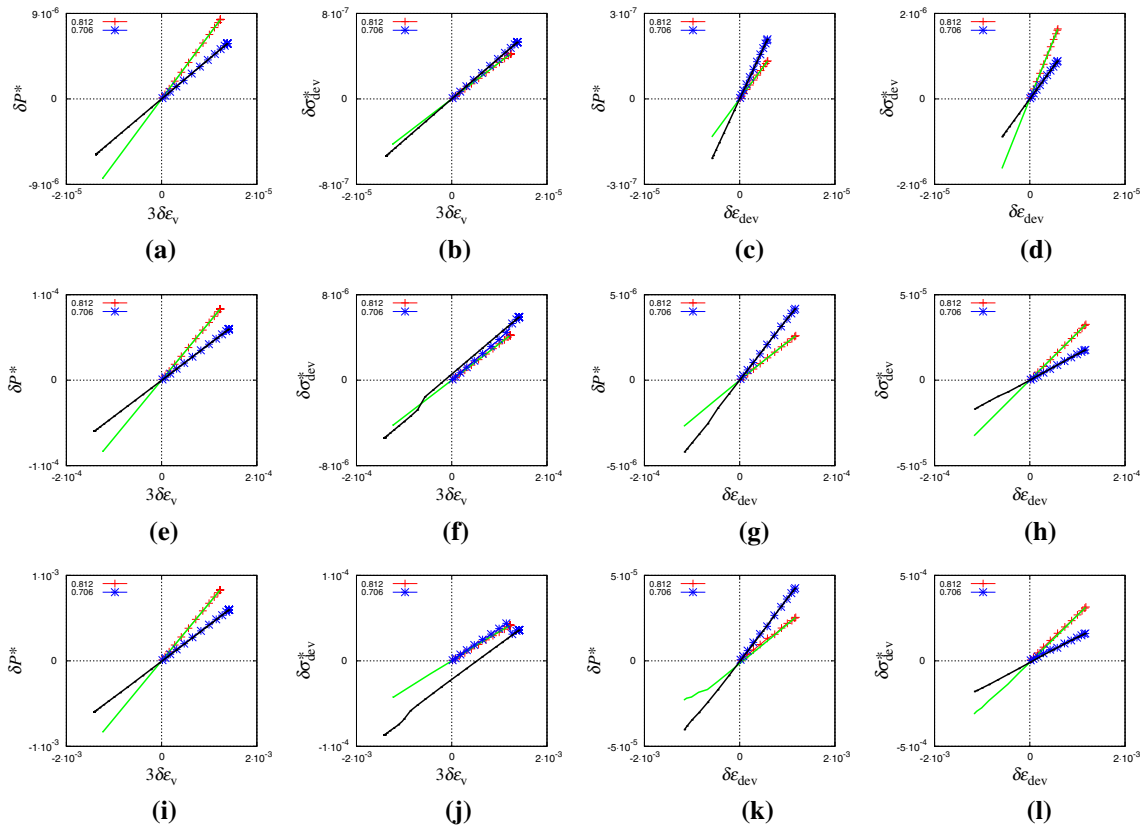 9·10⁻⁶
0.812
0.706
δP*
0
-9·10⁻⁶
-2·10⁻⁵
0
2·10⁻⁵
3δεᵥ
(a)
8·10⁻⁷
0.812
0.706
δσ*dev
0
-8·10⁻⁷
-2·10⁻⁵
0
2·10⁻⁵
3δεᵥ
(b)
3·10⁻⁷
0.812
0.706
δP*
0
-3·10⁻⁷
-2·10⁻⁵
0
2·10⁻⁵
δεdev
(c)
2·10⁻⁶
0.812
0.706
δσ*dev
0
-2·10⁻⁶
-2·10⁻⁵
0
2·10⁻⁵
δεdev
(d)
1·10⁻⁴
0.812
0.706
δP*
0
-1·10⁻⁴
-2·10⁻⁴
0
2·10⁻⁴
3δεᵥ
(e)
8·10⁻⁶
0.812
0.706
δσ*dev
0
-8·10⁻⁶
-2·10⁻⁴
0
2·10⁻⁴
3δεᵥ
(f)
5·10⁻⁶
0.812
0.706
δP*
0
-5·10⁻⁶
-2·10⁻⁴
0
2·10⁻⁴
δεdev
(g)
5·10⁻⁵
0.812
0.706
δσ*dev
0
-5·10⁻⁵
-2·10⁻⁴
0
2·10⁻⁴
δεdev
(h)
1·10⁻³
0.812
0.706
δP*
0
-1·10⁻³
-2·10⁻³
0
2·10⁻³
3δεᵥ
(i)
1·10⁻⁴
0.812
0.706
δσ*dev
0
-1·10⁻⁴
-2·10⁻³
0
2·10⁻³
3δεᵥ
(j)
5·10⁻⁵
0.812
0.706
δP*
0
-5·10⁻⁵
-2·10⁻³
0
2·10⁻³
δεdev
(k)
5·10⁻⁴
0.812
0.706
δσ*dev
0
-5·10⁻⁴
-2·10⁻³
0
2·10⁻³
δεdev
(l)